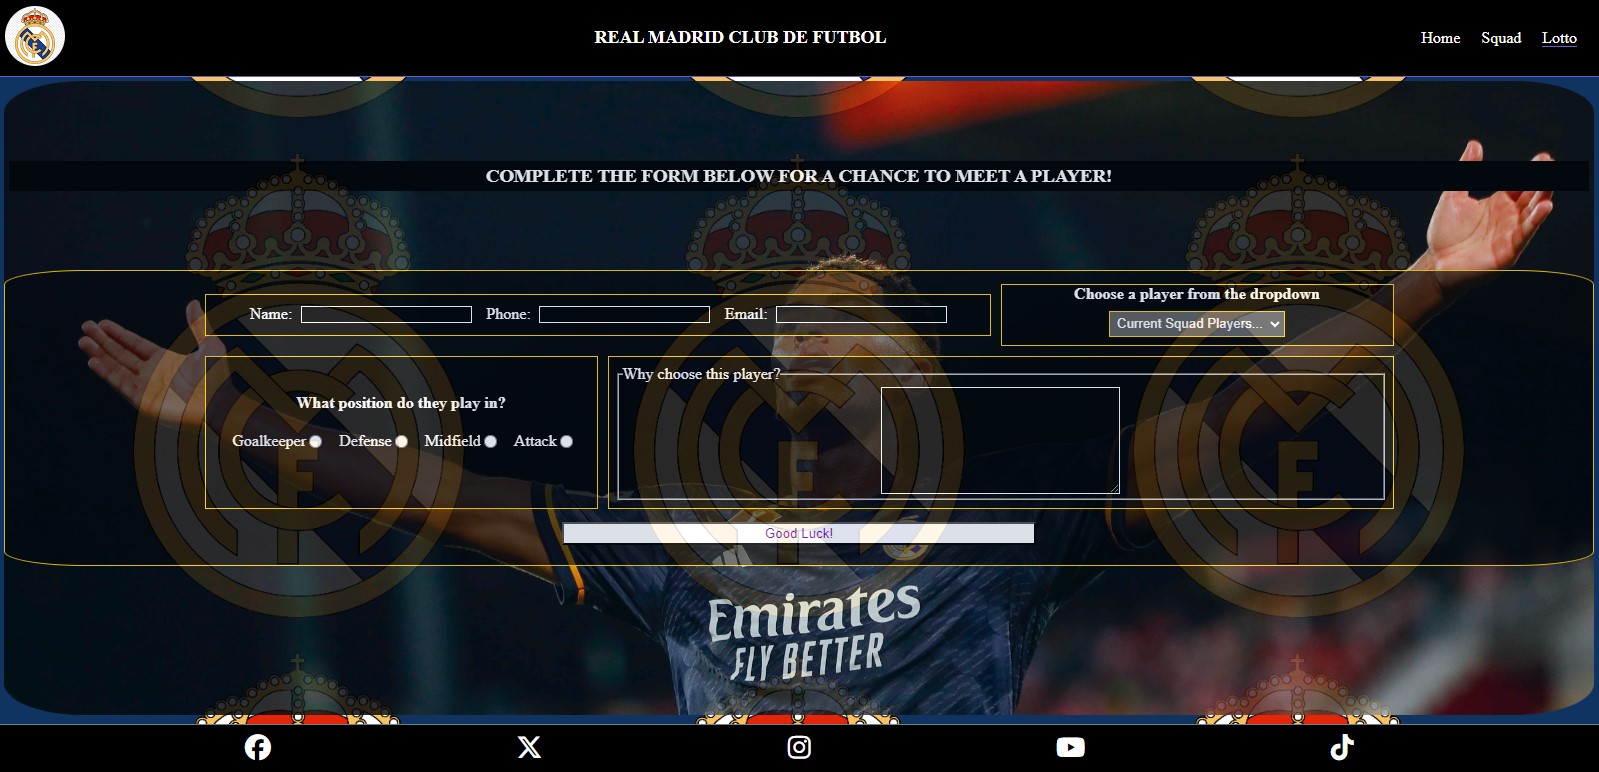 REAL MADRID CLUB DE FUTBOL
Home Squad Lotto
COMPLETE THE FORM BELOW FOR A CHANCE TO MEET A PLAYER!
Name: Phone: Email:
Choose a player from the dropdown
Current Squad Players...
What position do they play in?
Goalkeeper Defense Midfield Attack
Why choose this player?
Good Luck!
Emirates
FLY BETTER